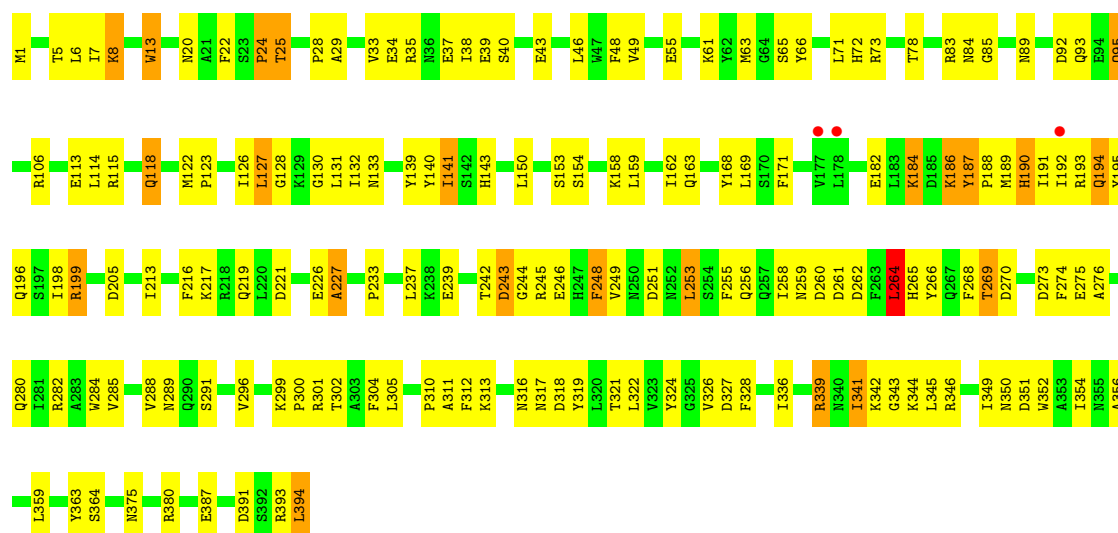 M1 T5 L6 I7 K8 W13 N20 A21 F22 S23 P24 T25 P28 A29 V33 E34 R35 N36 E37 I38 E39 S40 E43 L46 W47 F48 V49 E55 K61 Y62 M63 G64 S65 Y66 L71 H72 R73 T78 R83 N84 G85 N89 D92 Q93 E94
R106 E113 L114 R115 Q118 M122 P123 I126 L127 G128 K129 G130 L131 I132 N133 Y139 Y140 I141 S142 H143 L150 S153 S154 K158 L159 I162 Q163 Y168 L169 S170 F171 V177 L178 E182 L183 K184 D185 K186 Y187 P188 M189 H190 I191 I192 R193 Q194 Y195
Q196 S197 I198 R199 D205 I213 F216 K217 R218 Q219 L220 D221 E226 A227 P233 L237 K238 E239 T242 D243 G244 R245 E246 H247 F248 V249 N250 D251 N252 L253 S254 F255 Q256 Q257 I258 N259 D260 D261 D262 F263 L264 H265 Y266 Q267 F268 T269 D270 D273 F274 E275 A276
Q280 I281 R282 A283 W284 V285 V288 N289 Q290 S291 V296 K299 P300 R301 T302 A303 F304 L305 P310 A311 F312 K313 N316 N317 D318 Y319 L320 T321 L322 V323 Y324 G325 V326 D327 F328 I336 R339 N340 I341 K342 G343 K344 L345 R346 I349 N350 D351 W352 A353 I354 N355 A356
L359 Y363 S364 N375 R380 E387 D391 S392 R393 L394